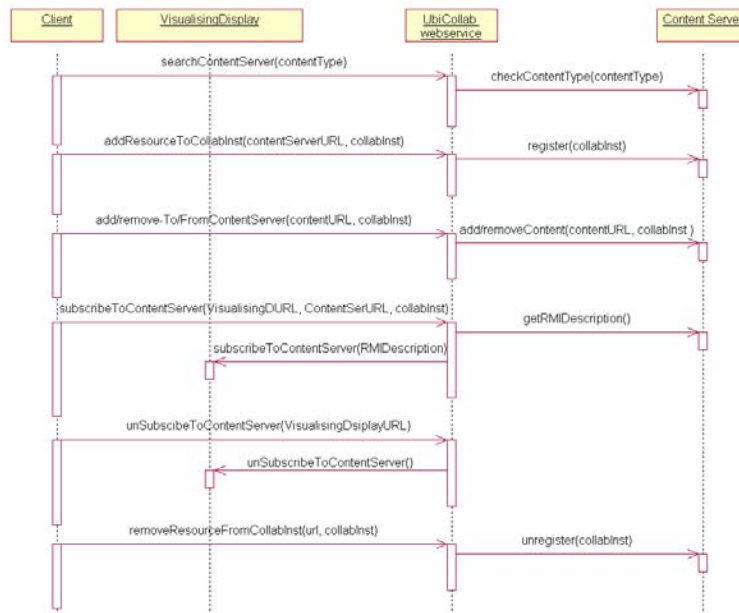 Client
VisualisingDisplay
UbiCollab
webservice
Content Server
searchContentServer(contentType)
checkContentType(contentType)
addResourceToCollabInst(contentServerURL, collabInst)
register(collabInst)
add/remove-To/FromContentServer(contentURL, collabInst)
add/removeContent(contentURL, collabInst )
subscribeToContentServer(VisualisingDURL, ContentSerURL, collabInst)
getRMIDescription()
subscribeToContentServer(RMIDescription)
unSubscibeToContentServer(VisualisingDsiplayURL)
unSubscribeToContentServer()
removeResourceFromCollabInst(url, collabInst)
unregister(collabInst)